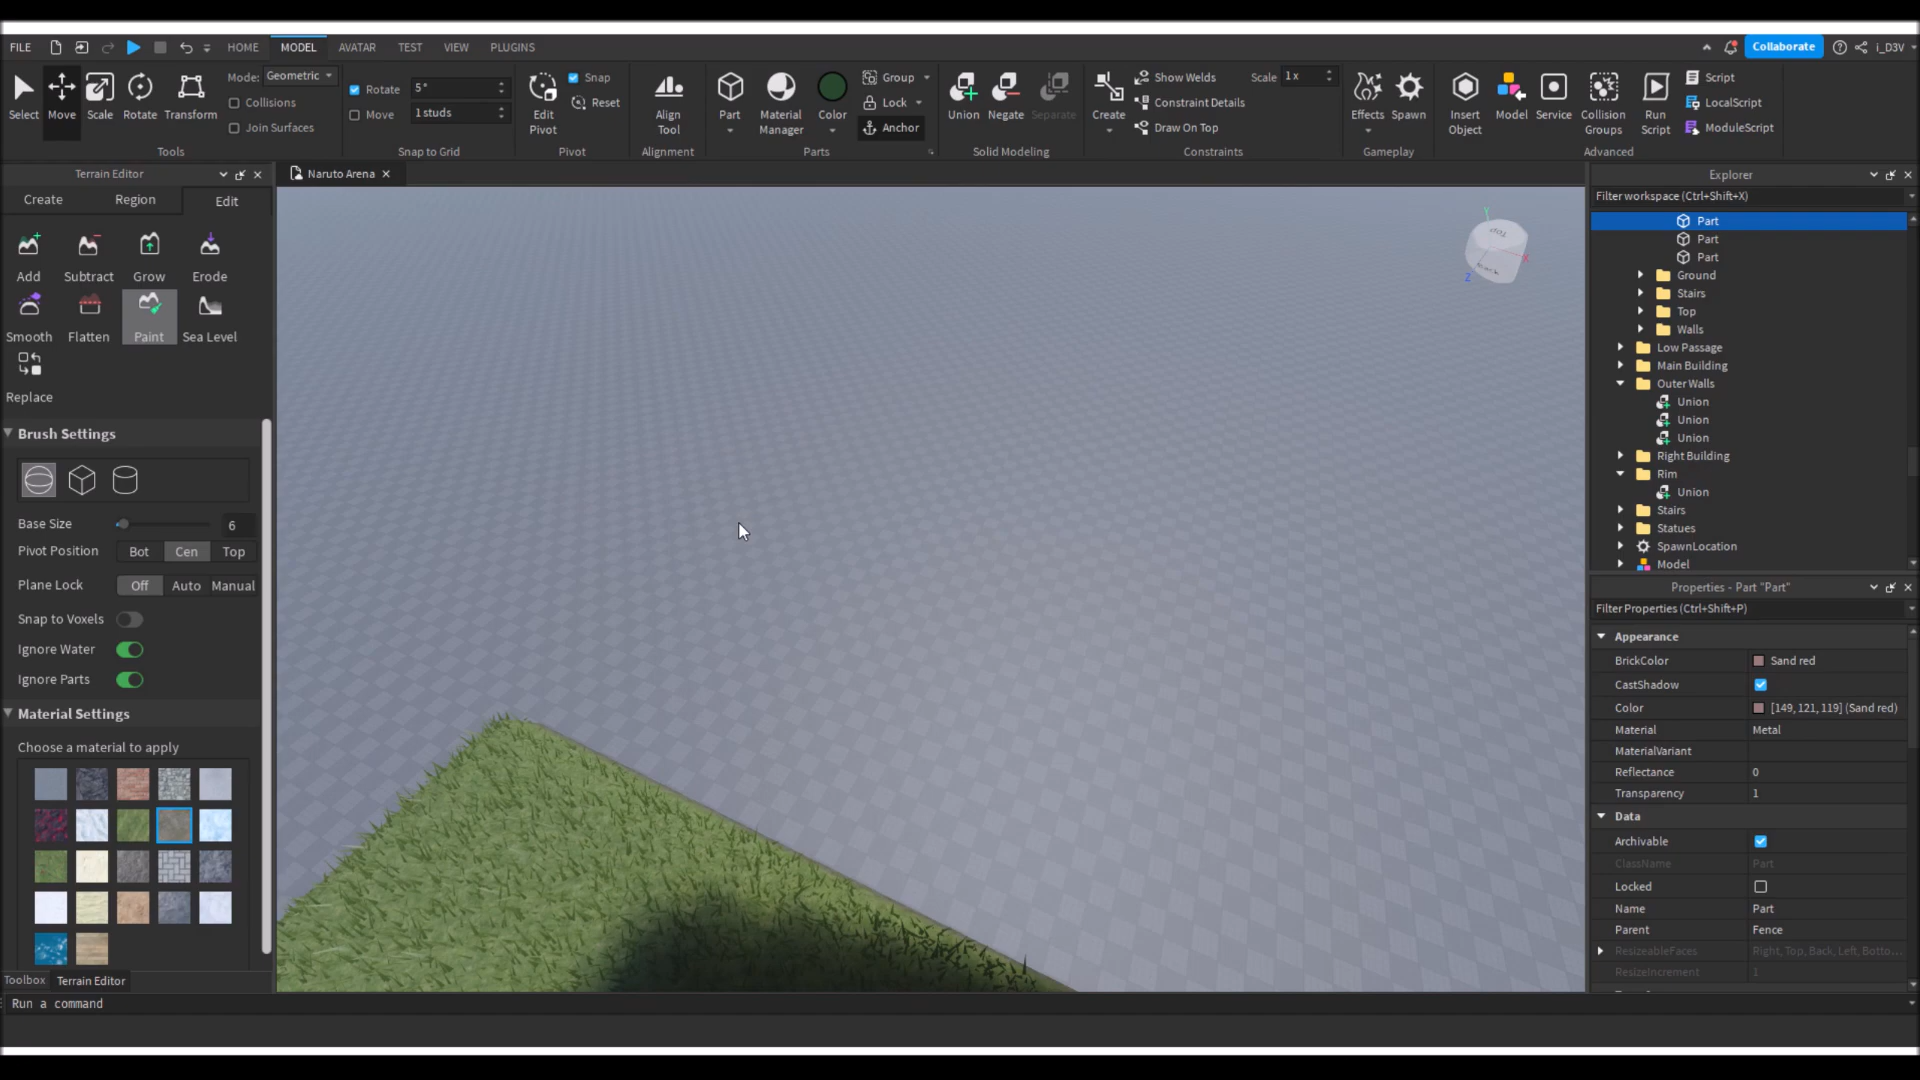 FILE HOME MODEL AVATAR TEST VIEW PLUGINS Collaborate i_D3V
Select Move Scale Rotate Transform
Mode: Geometric
Collisions
Join Surfaces
Tools
Rotate 5°
Move 1 studs
Snap to Grid
Edit Pivot
Snap
Reset
Pivot
Align Tool
Alignment
Part
Material Manager
Color
Group
Lock
Anchor
Parts
Union Negate Separate
Solid Modeling
Create
Show Welds
Constraint Details
Draw On Top
Scale 1x
Constraints
Effects Spawn
Gameplay
Insert Object
Model Service
Collision Groups
Run Script
Script
LocalScript
ModuleScript
Advanced
Terrain Editor
Create Region Edit
Add Subtract Grow Erode
Smooth Flatten Paint Sea Level
Replace
Brush Settings
Base Size 6
Pivot Position Bot Cen Top
Plane Lock Off Auto Manual
Snap to Voxels
Ignore Water
Ignore Parts
Material Settings
Choose a material to apply
Toolbox Terrain Editor
Run a command
Naruto Arena
Y
X
Z
Top
Back
Explorer
Filter workspace (Ctrl+Shift+X)
Part
Part
Part
Ground
Stairs
Top
Walls
Low Passage
Main Building
OuterWalls
Union
Union
Union
Right Building
Rim
Union
Stairs
Statues
SpawnLocation
Model
Properties - Part "Part"
Filter Properties (Ctrl+Shift+P)
Appearance
BrickColor Sand red
CastShadow
Color [149, 121, 119] (Sand red)
Material Metal
MaterialVariant
Reflectance 0
Transparency 1
Data
Archivable
ClassName Part
Locked
Name Part
Parent Fence
ResizeableFaces Right, Top, Back, Left, Botto...
ResizeIncrement 1